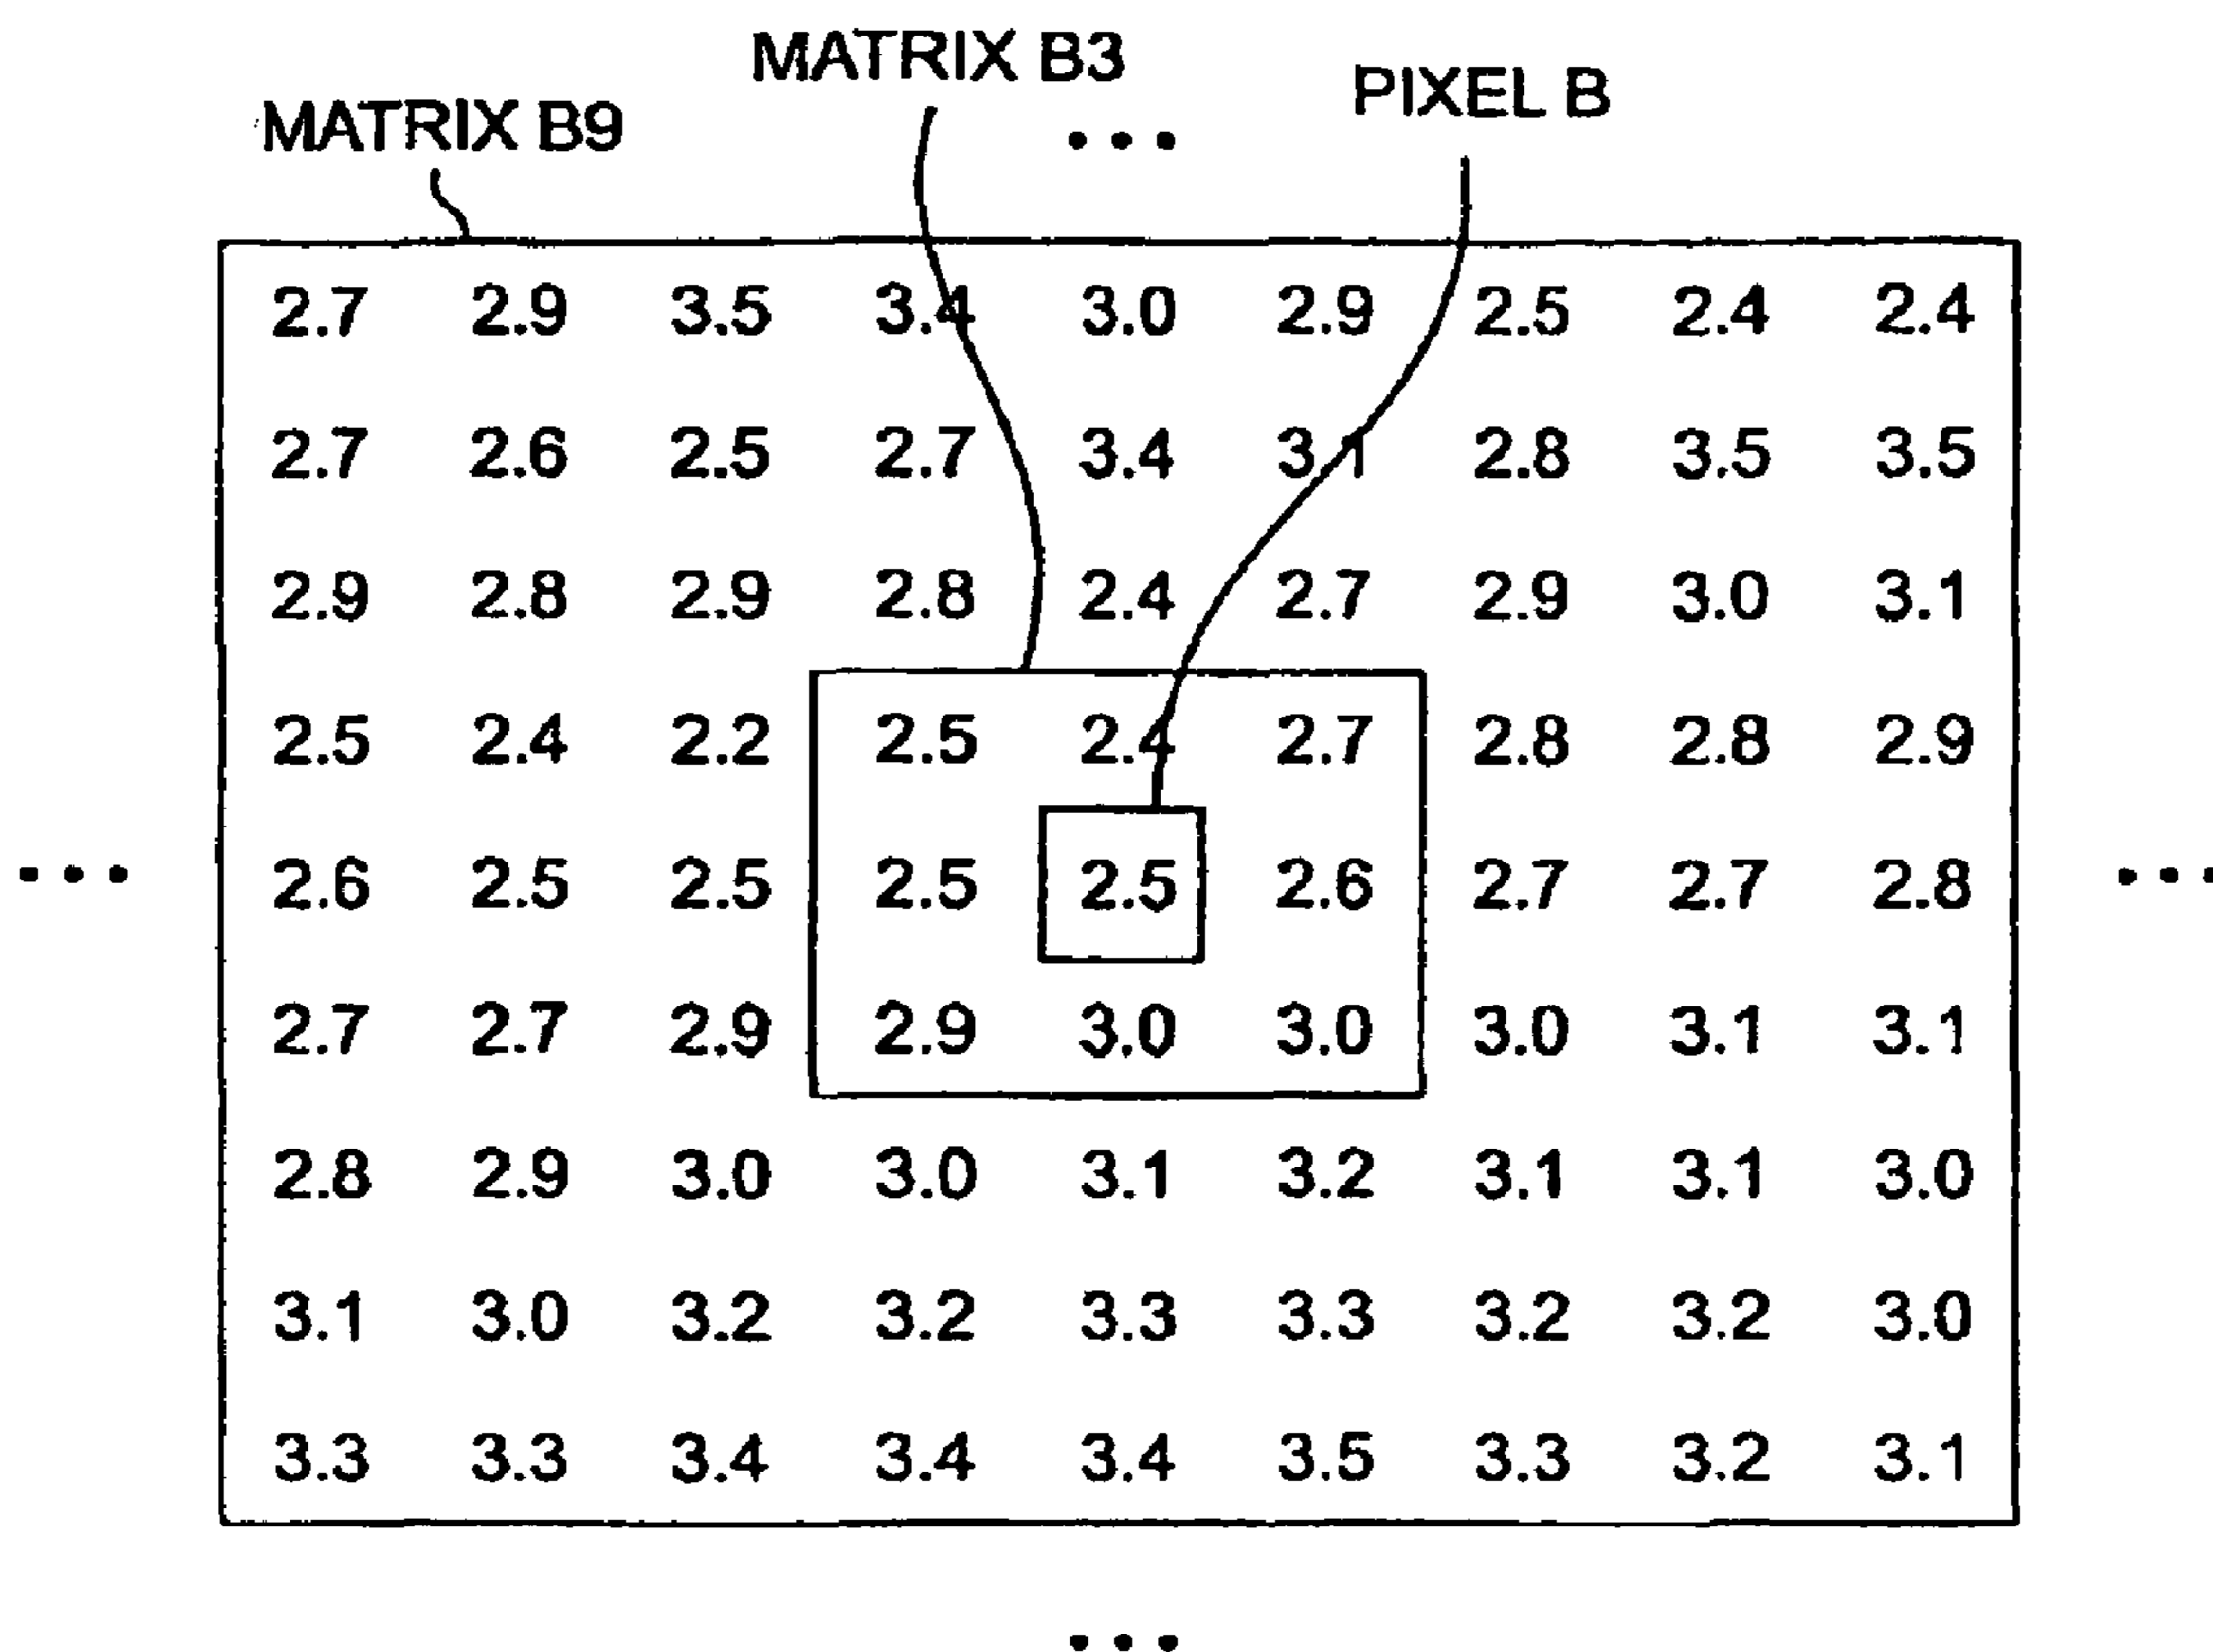 MATRIX B3
PIXEL B
MATRIX B9
...
2.7 2.9 3.5 3.4 3.0 2.9 2.5 2.4 2.4
2.7 2.6 2.5 2.7 3.4 3.1 2.8 3.5 3.5
2.9 2.8 2.9 2.8 2.4 2.7 2.9 3.0 3.1
2.5 2.4 2.2 2.5 2.4 2.7 2.8 2.8 2.9
... 2.6 2.5 2.5 2.5 2.5 2.6 2.7 2.7 2.8 ...
2.7 2.7 2.9 2.9 3.0 3.0 3.0 3.1 3.1
2.8 2.9 3.0 3.0 3.1 3.2 3.1 3.1 3.0
3.1 3.0 3.2 3.2 3.3 3.3 3.2 3.2 3.0
3.3 3.3 3.4 3.4 3.4 3.5 3.3 3.2 3.1
...